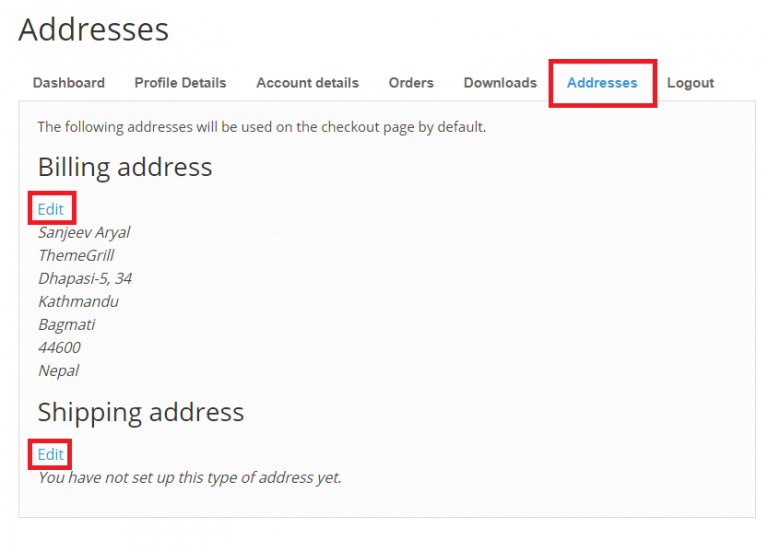 Addresses
Dashboard Profile Details Account details Orders Downloads Addresses Logout
The following addresses will be used on the checkout page by default.
Billing address
Edit
Sanjeev Aryal
ThemeGrill
Dhapasi-5, 34
Kathmandu
Bagmati
44600
Nepal
Shipping address
Edit
You have not set up this type of address yet.